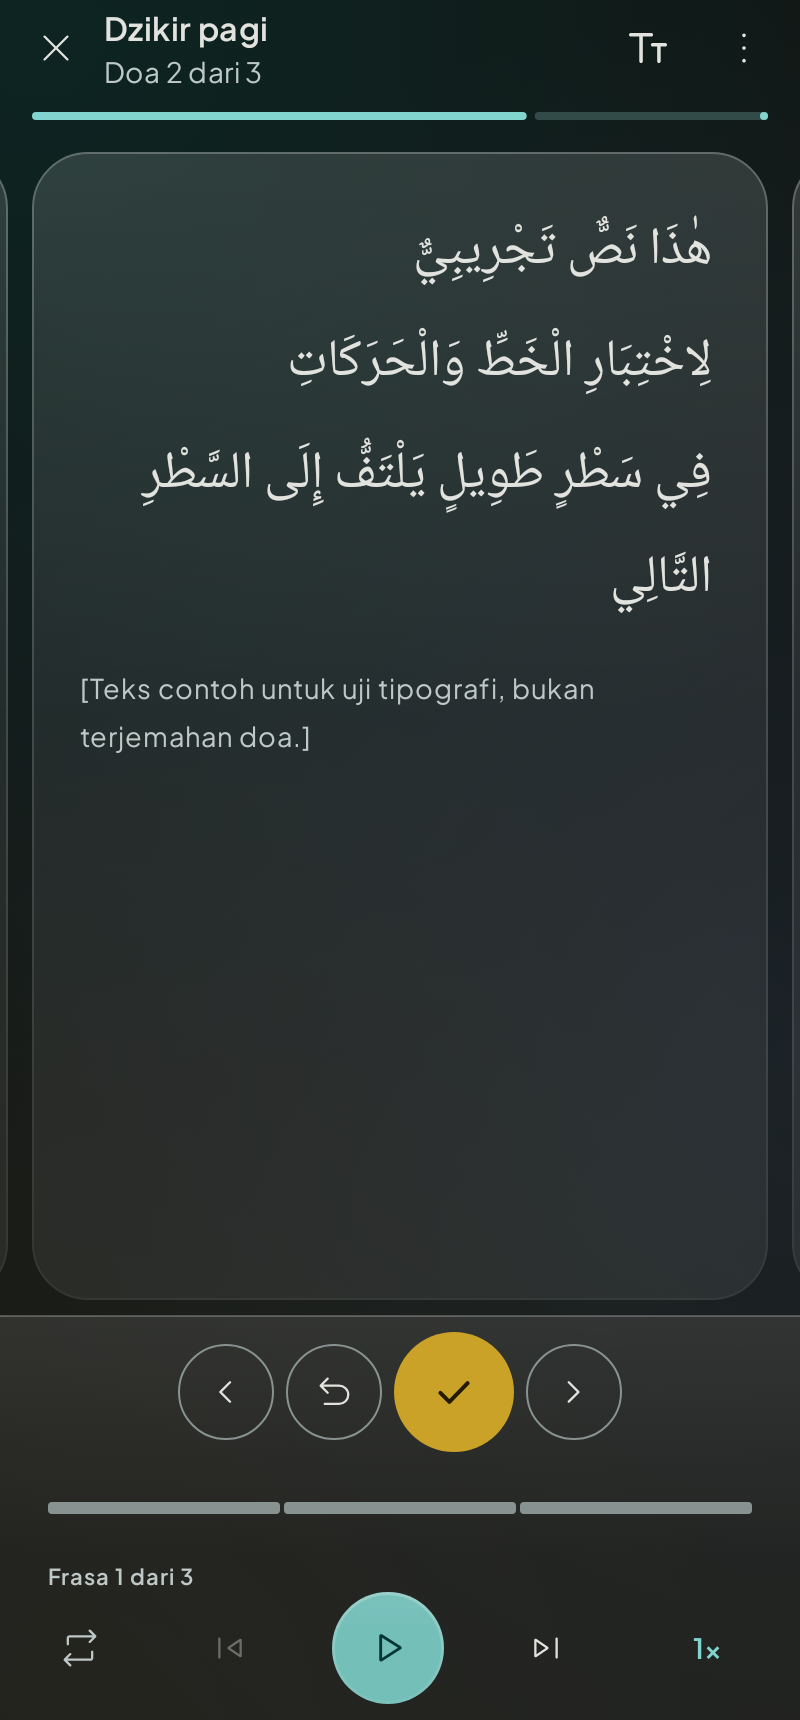 Dzikir pagi
Doa 2 dari 3
هٰذَا نَصٌّ تَجْرِيبِيٌّ
لِاخْتِبَارِ الْخَطِّ وَالْحَرَكَاتِ
فِي سَطْرٍ طَوِيلٍ يَلْتَفُّ إِلَى السَّطْرِ
التَّالِي
[Teks contoh untuk uji tipografi, bukan
terjemahan doa.]
Frasa 1 dari 3
1×